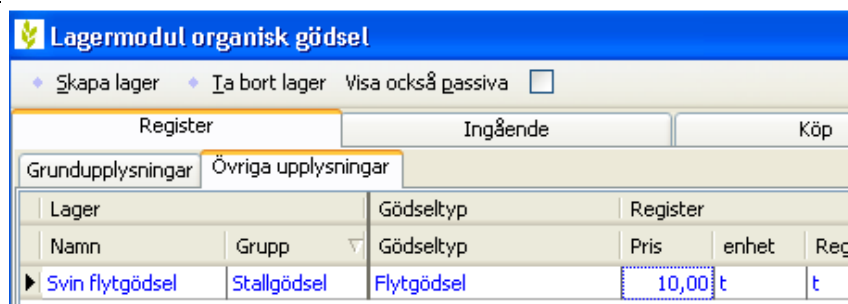 Lagermodul organisk gödsel
Skapa lager Ta bort lager Visa också passiva
Register Ingående Köp
Grundupplysningar Övriga upplysningar
Lager Gödseltyp Register
Namn Grupp Gödseltyp Pris enhet Reg
Svin flytgödsel Stallgödsel Flytgödsel 10,00 t t